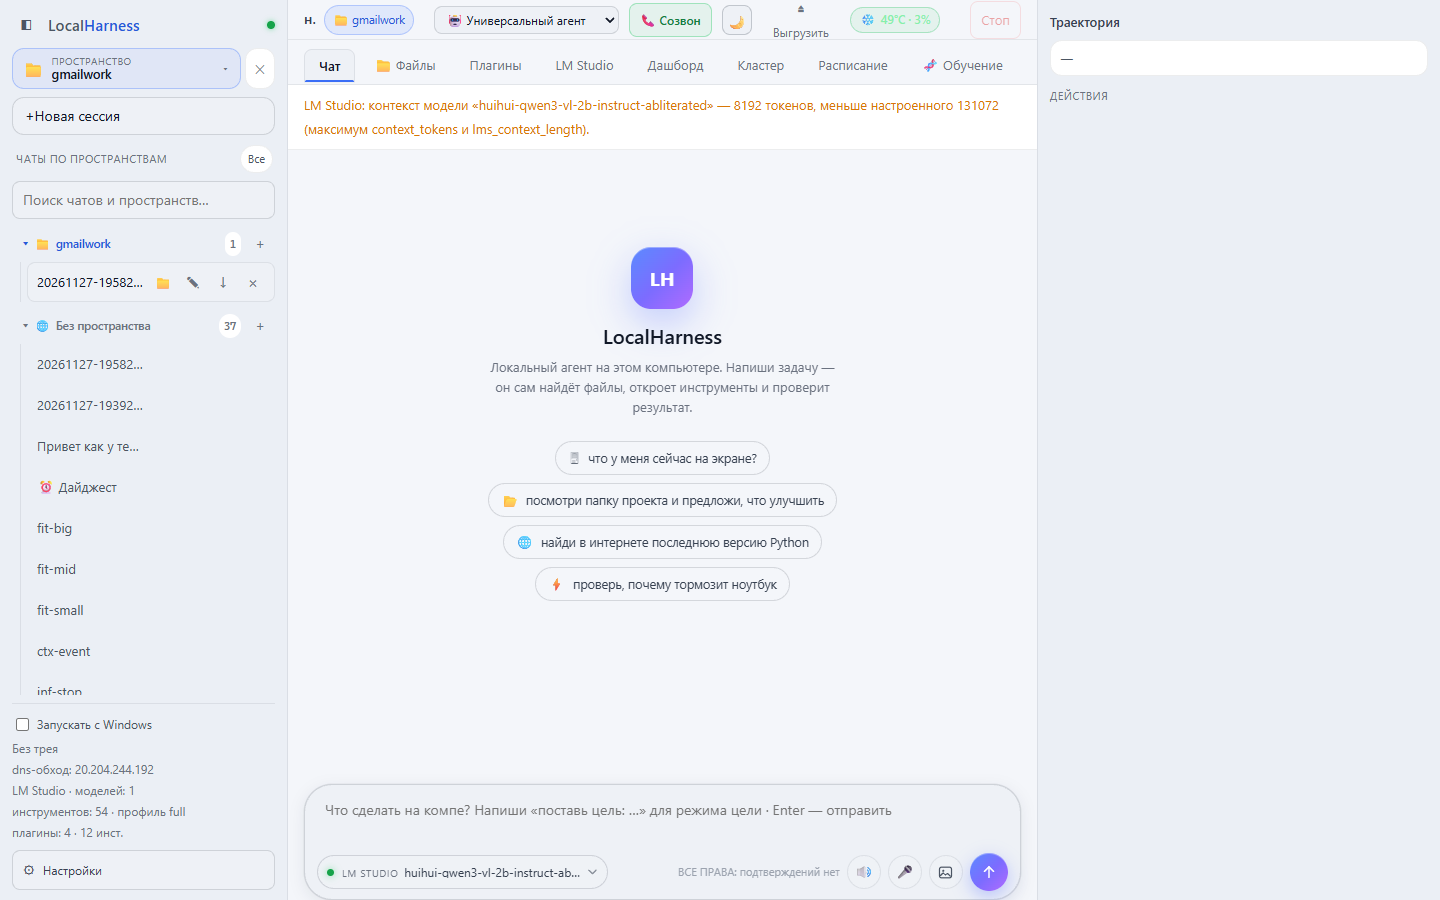 LocalHarness
ПРОСТРАНСТВО
gmailwork
+Новая сессия
ЧАТЫ ПО ПРОСТРАНСТВАМ
Все
Поиск чатов и пространств...
gmailwork
1
+
20261127-19582...
Без пространства
37
+
20261127-19582...
20261127-19392...
Привет как у те...
Дайджест
fit-big
fit-mid
fit-small
ctx-event
inf-stop
Запускать с Windows
Без трея
dns-обход: 20.204.244.192
LM Studio · моделей: 1
инструментов: 54 · профиль full
плагины: 4 · 12 инст.
Настройки
н.
gmailwork
Универсальный агент
Созвон
Выгрузить
49°C · 3%
Стоп
Чат
Файлы
Плагины
LM Studio
Дашборд
Кластер
Расписание
Обучение
LM Studio: контекст модели «huihui-qwen3-vl-2b-instruct-abliterated» — 8192 токенов, меньше настроенного 131072
(максимум context_tokens и lms_context_length).
LH
LocalHarness
Локальный агент на этом компьютере. Напиши задачу —
он сам найдёт файлы, откроет инструменты и проверит
результат.
что у меня сейчас на экране?
посмотри папку проекта и предложи, что улучшить
найди в интернете последнюю версию Python
проверь, почему тормозит ноутбук
Что сделать на компе? Напиши «поставь цель: ...» для режима цели · Enter — отправить
LM STUDIO huihui-qwen3-vl-2b-instruct-ab...
ВСЕ ПРАВА: подтверждений нет
Траектория
—
ДЕЙСТВИЯ